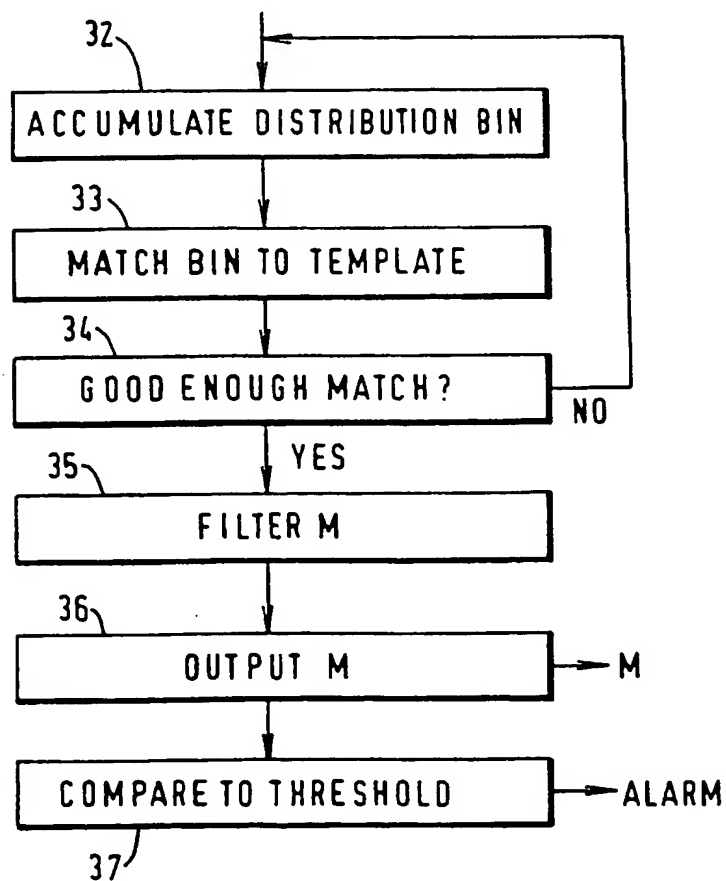 32
ACCUMULATE DISTRIBUTION BIN
33
MATCH BIN TO TEMPLATE
34
GOOD ENOUGH MATCH?
NO
YES
35
FILTER M
36
OUTPUT M
M
COMPARE TO THRESHOLD
ALARM
37